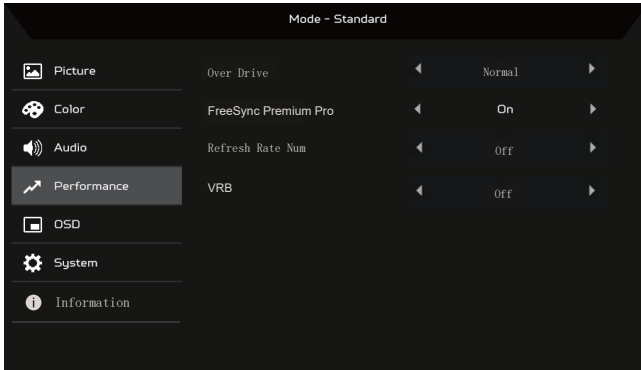 Mode - Standard
Picture
Over Drive Normal
Color
FreeSync Premium Pro On
Audio
Refresh Rate Num Off
Performance
VRB Off
OSD
System
Information